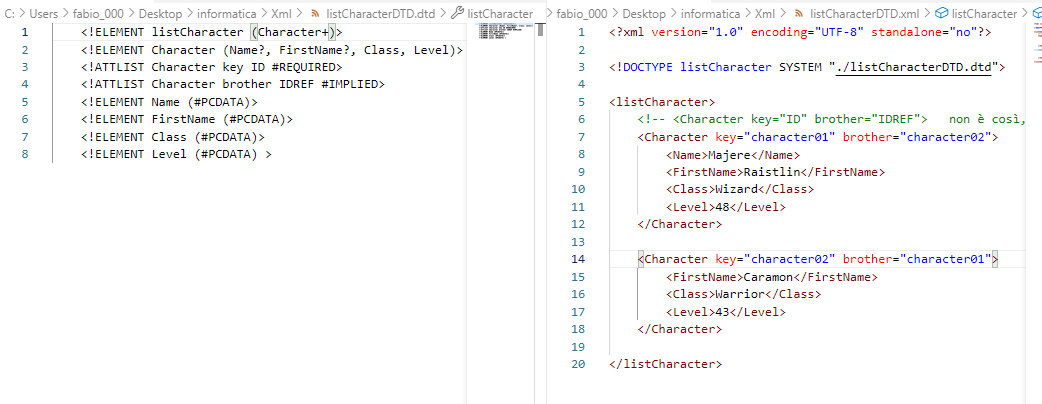 C: > Users > fabio_000 > Desktop > informatica > Xml > listCharacterDTD.dtd > listCharacter
1 <!ELEMENT listCharacter (Character+)>
2 <!ELEMENT Character (Name?, FirstName?, Class, Level)>
3 <!ATTLIST Character key ID #REQUIRED>
4 <!ATTLIST Character brother IDREF #IMPLIED>
5 <!ELEMENT Name (#PCDATA)>
6 <!ELEMENT FirstName (#PCDATA)>
7 <!ELEMENT Class (#PCDATA)>
8 <!ELEMENT Level (#PCDATA) >
fabio_000 > Desktop > informatica > Xml > listCharacterDTD.xml > listCharacter >
1 <?xml version="1.0" encoding="UTF-8" standalone="no"?>
2
3 <!DOCTYPE listCharacter SYSTEM "./listCharacterDTD.dtd">
4
5 <listCharacter>
6 <!-- <Character key="ID" brother="IDREF">   non è così,
7 <Character key="character01" brother="character02">
8 <Name>Majere</Name>
9 <FirstName>Raistlin</FirstName>
10 <Class>Wizard</Class>
11 <Level>48</Level>
12 </Character>
13
14 <Character key="character02" brother="character01">
15 <FirstName>Caramon</FirstName>
16 <Class>Warrior</Class>
17 <Level>43</Level>
18 </Character>
19
20 </listCharacter>